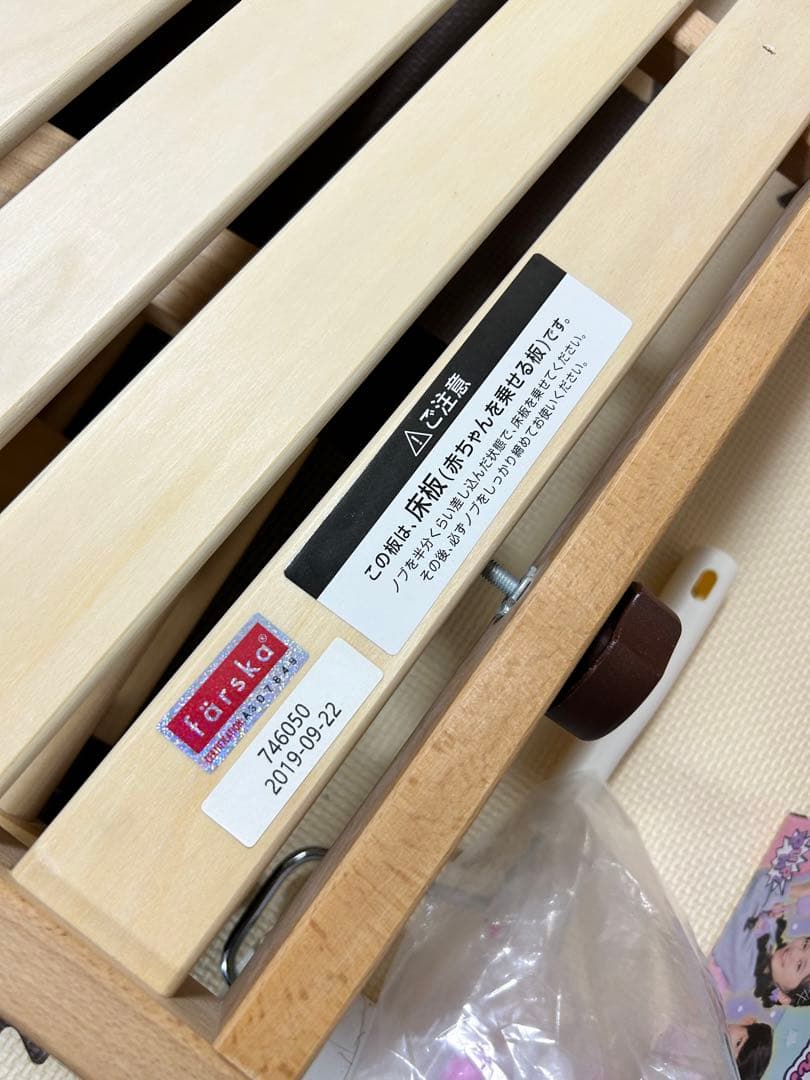 ⚠ご注意
この板は、床板(赤ちゃんを乗せる板)です。
ノブを半分くらい差し込んだ状態で、床板を乗せてください。
その後、必ずノブをしっかり締めてお使いください。
färska®
CERTIFICATION A307849
746050
2019-09-22